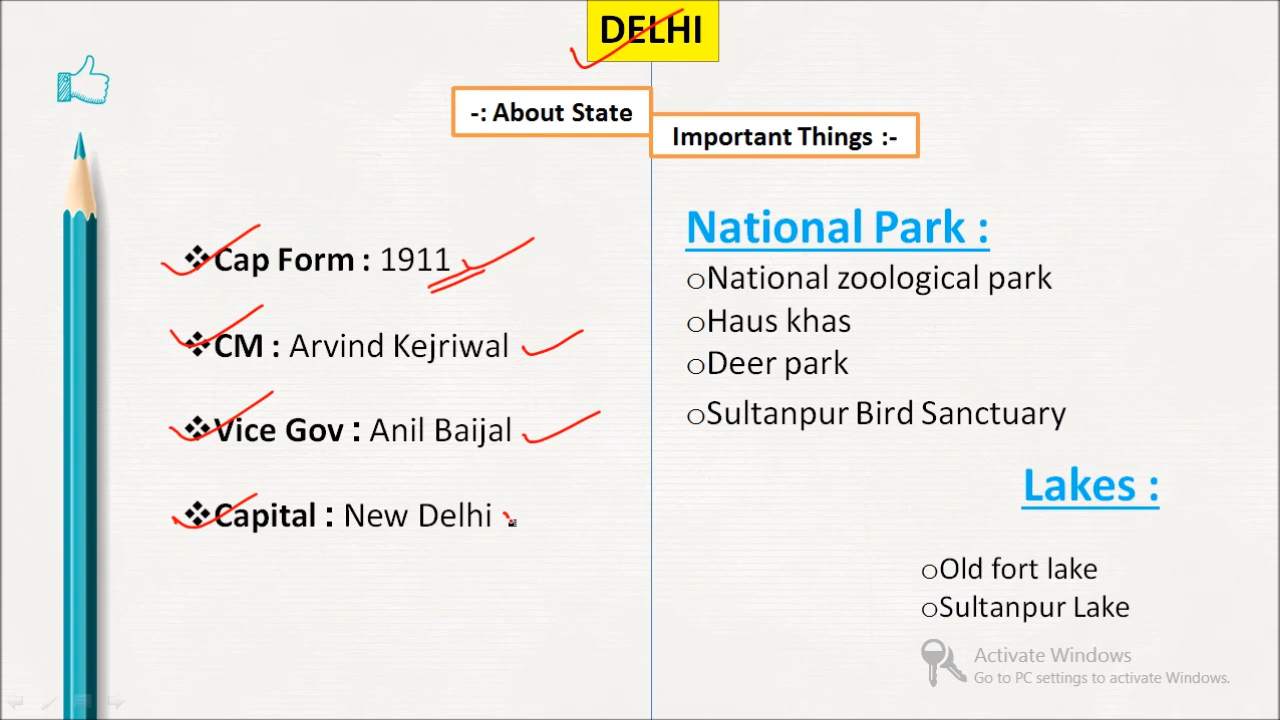 DELHI
-: About State
Important Things :-
Cap Form : 1911
CM : Arvind Kejriwal
Vice Gov : Anil Baijal
Capital : New Delhi
National Park :
National zoological park
Haus khas
Deer park
Sultanpur Bird Sanctuary
Lakes :
Old fort lake
Sultanpur Lake
Activate Windows
Go to PC settings to activate Windows.